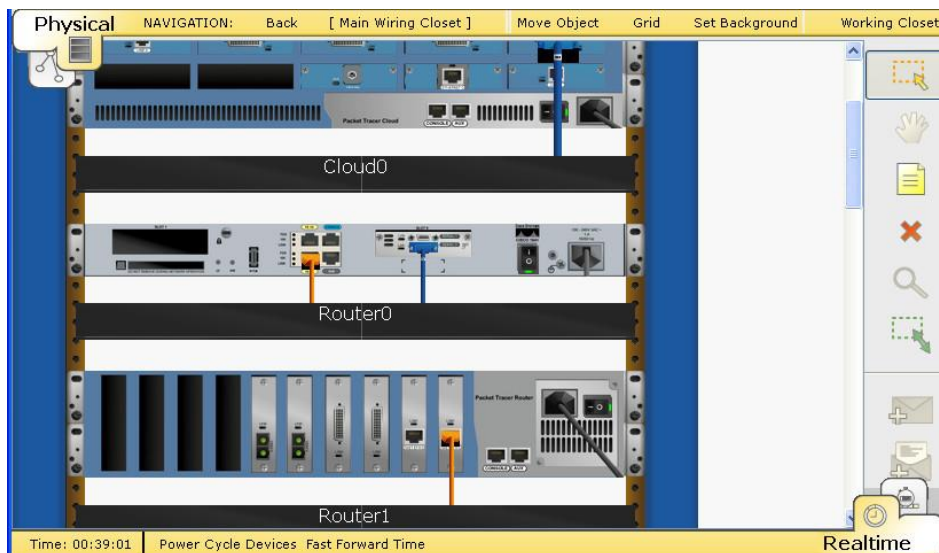 Physical
NAVIGATION: Back [ Main Wiring Closet ] Move Object Grid Set Background Working Closet
Packet Tracer Cloud
CONSOLE AUX
Cloud0
Router0
Packet Tracer Router
CONSOLE AUX
Router1
Time: 00:39:01 Power Cycle Devices Fast Forward Time
Realtime